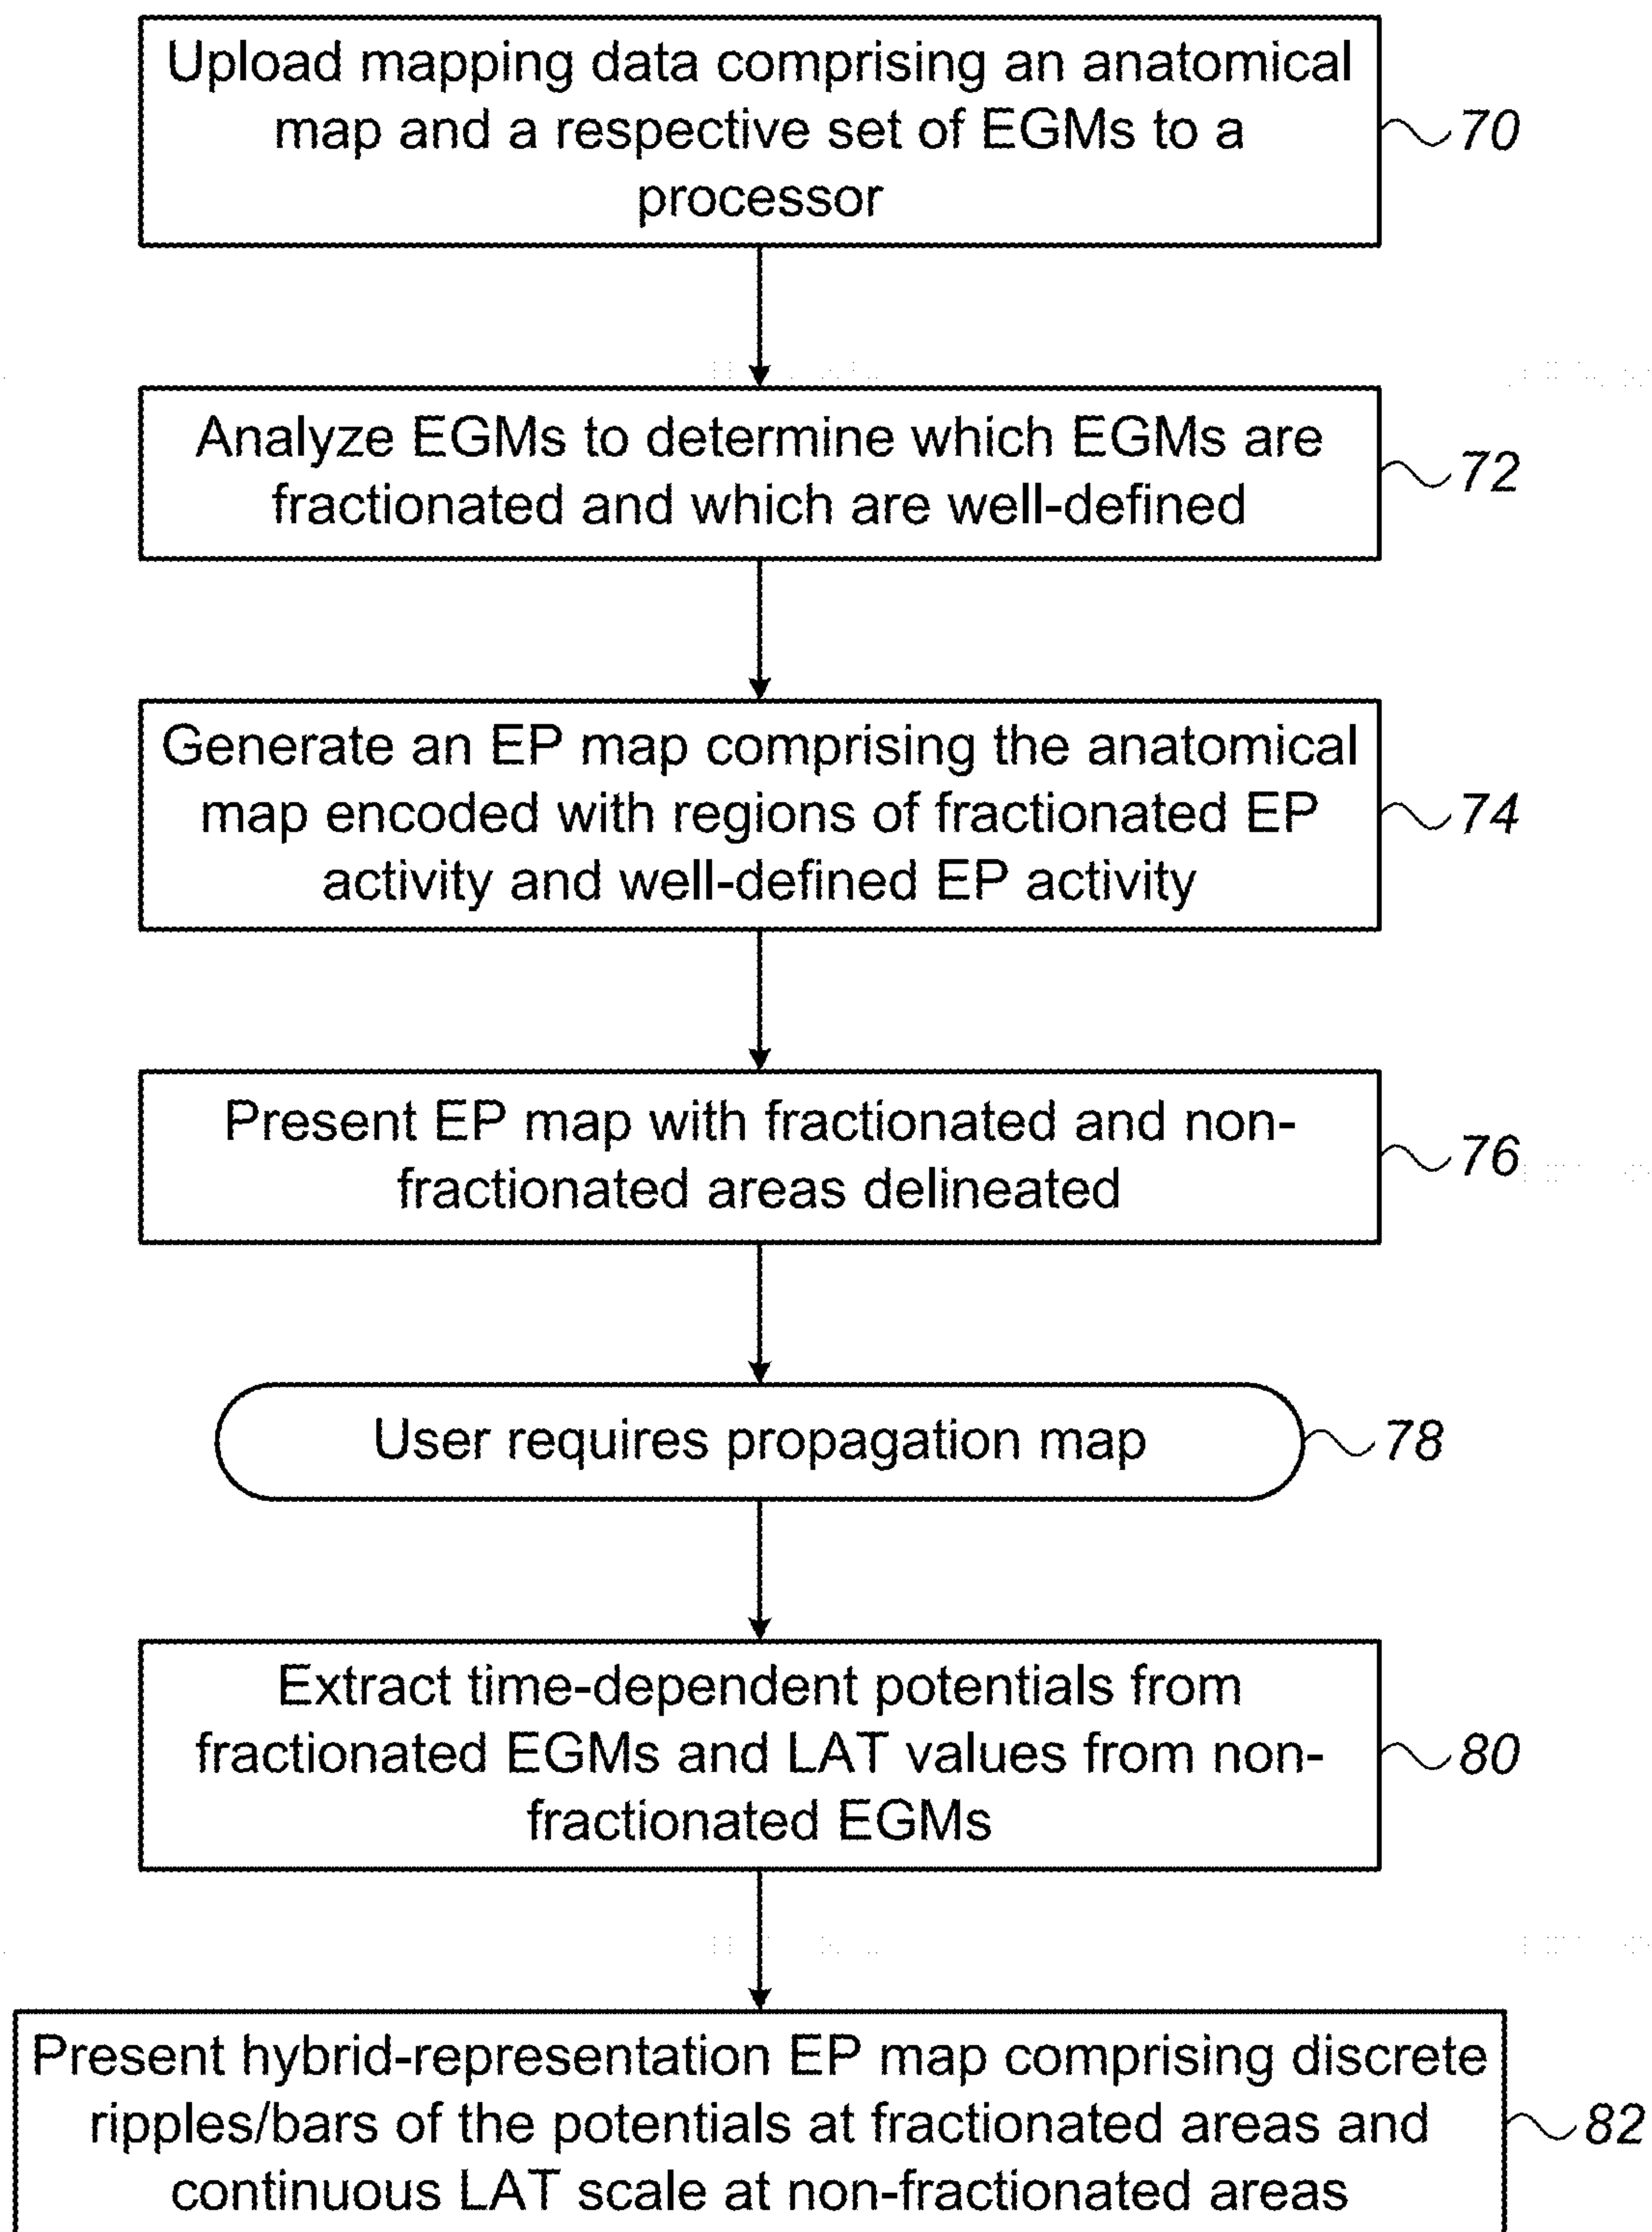 Upload mapping data comprising an anatomical
map and a respective set of EGMs to a
processor
70
Analyze EGMs to determine which EGMs are
fractionated and which are well-defined
72
Generate an EP map comprising the anatomical
map encoded with regions of fractionated EP
activity and well-defined EP activity
74
Present EP map with fractionated and non-
fractionated areas delineated
76
User requires propagation map
78
Extract time-dependent potentials from
fractionated EGMs and LAT values from non-
fractionated EGMs
80
Present hybrid-representation EP map comprising discrete
ripples/bars of the potentials at fractionated areas and
continuous LAT scale at non-fractionated areas
82